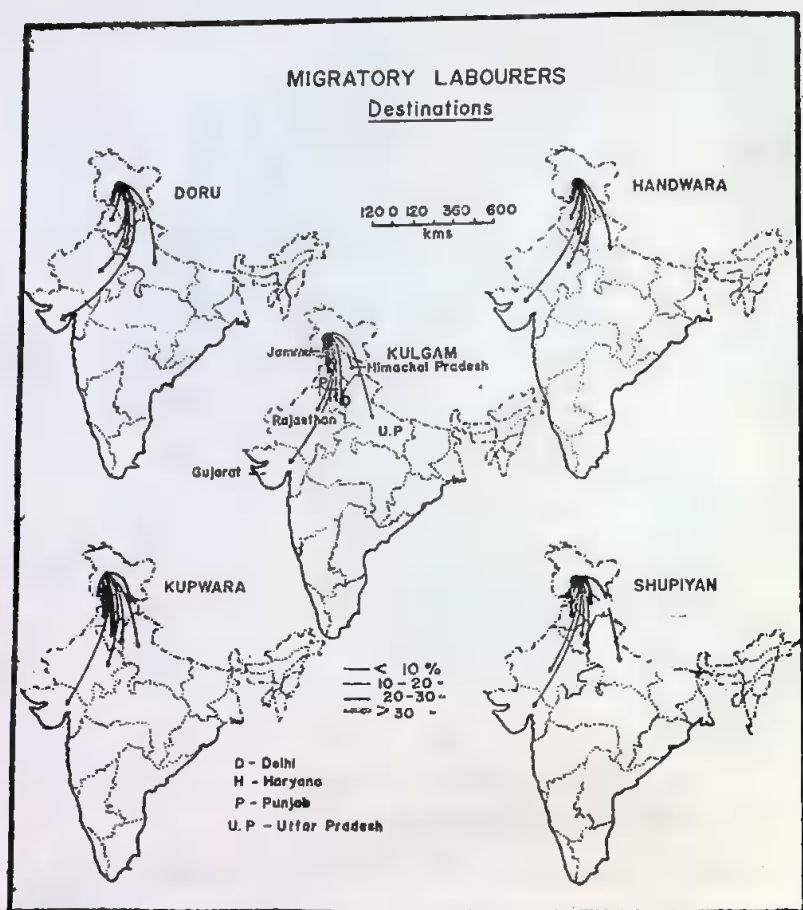 MIGRATORY LABOURERS
Destinations
DORU
HANDWARA
120 0 120 360 600
kms
Jammu
KULGAM
Himachal Pradesh
P
H
D
Rajasthan
U.P
Gujarat
KUPWARA
SHUPIYAN
< 10 %
10-20 "
20-30 "
> 30 "
D - Delhi
H - Haryana
P - Punjab
U.P - Uttar Pradesh